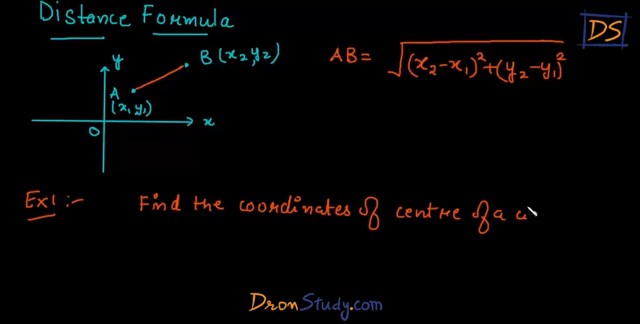 Distance Formula
DS
y
B (x₂, y₂)
AB = √(x₂-x₁)²+(y₂-y₁)²
A
(x₁, y₁)
O
x
Ex1 :- Find the coordinates of centre of a
DronStudy.com